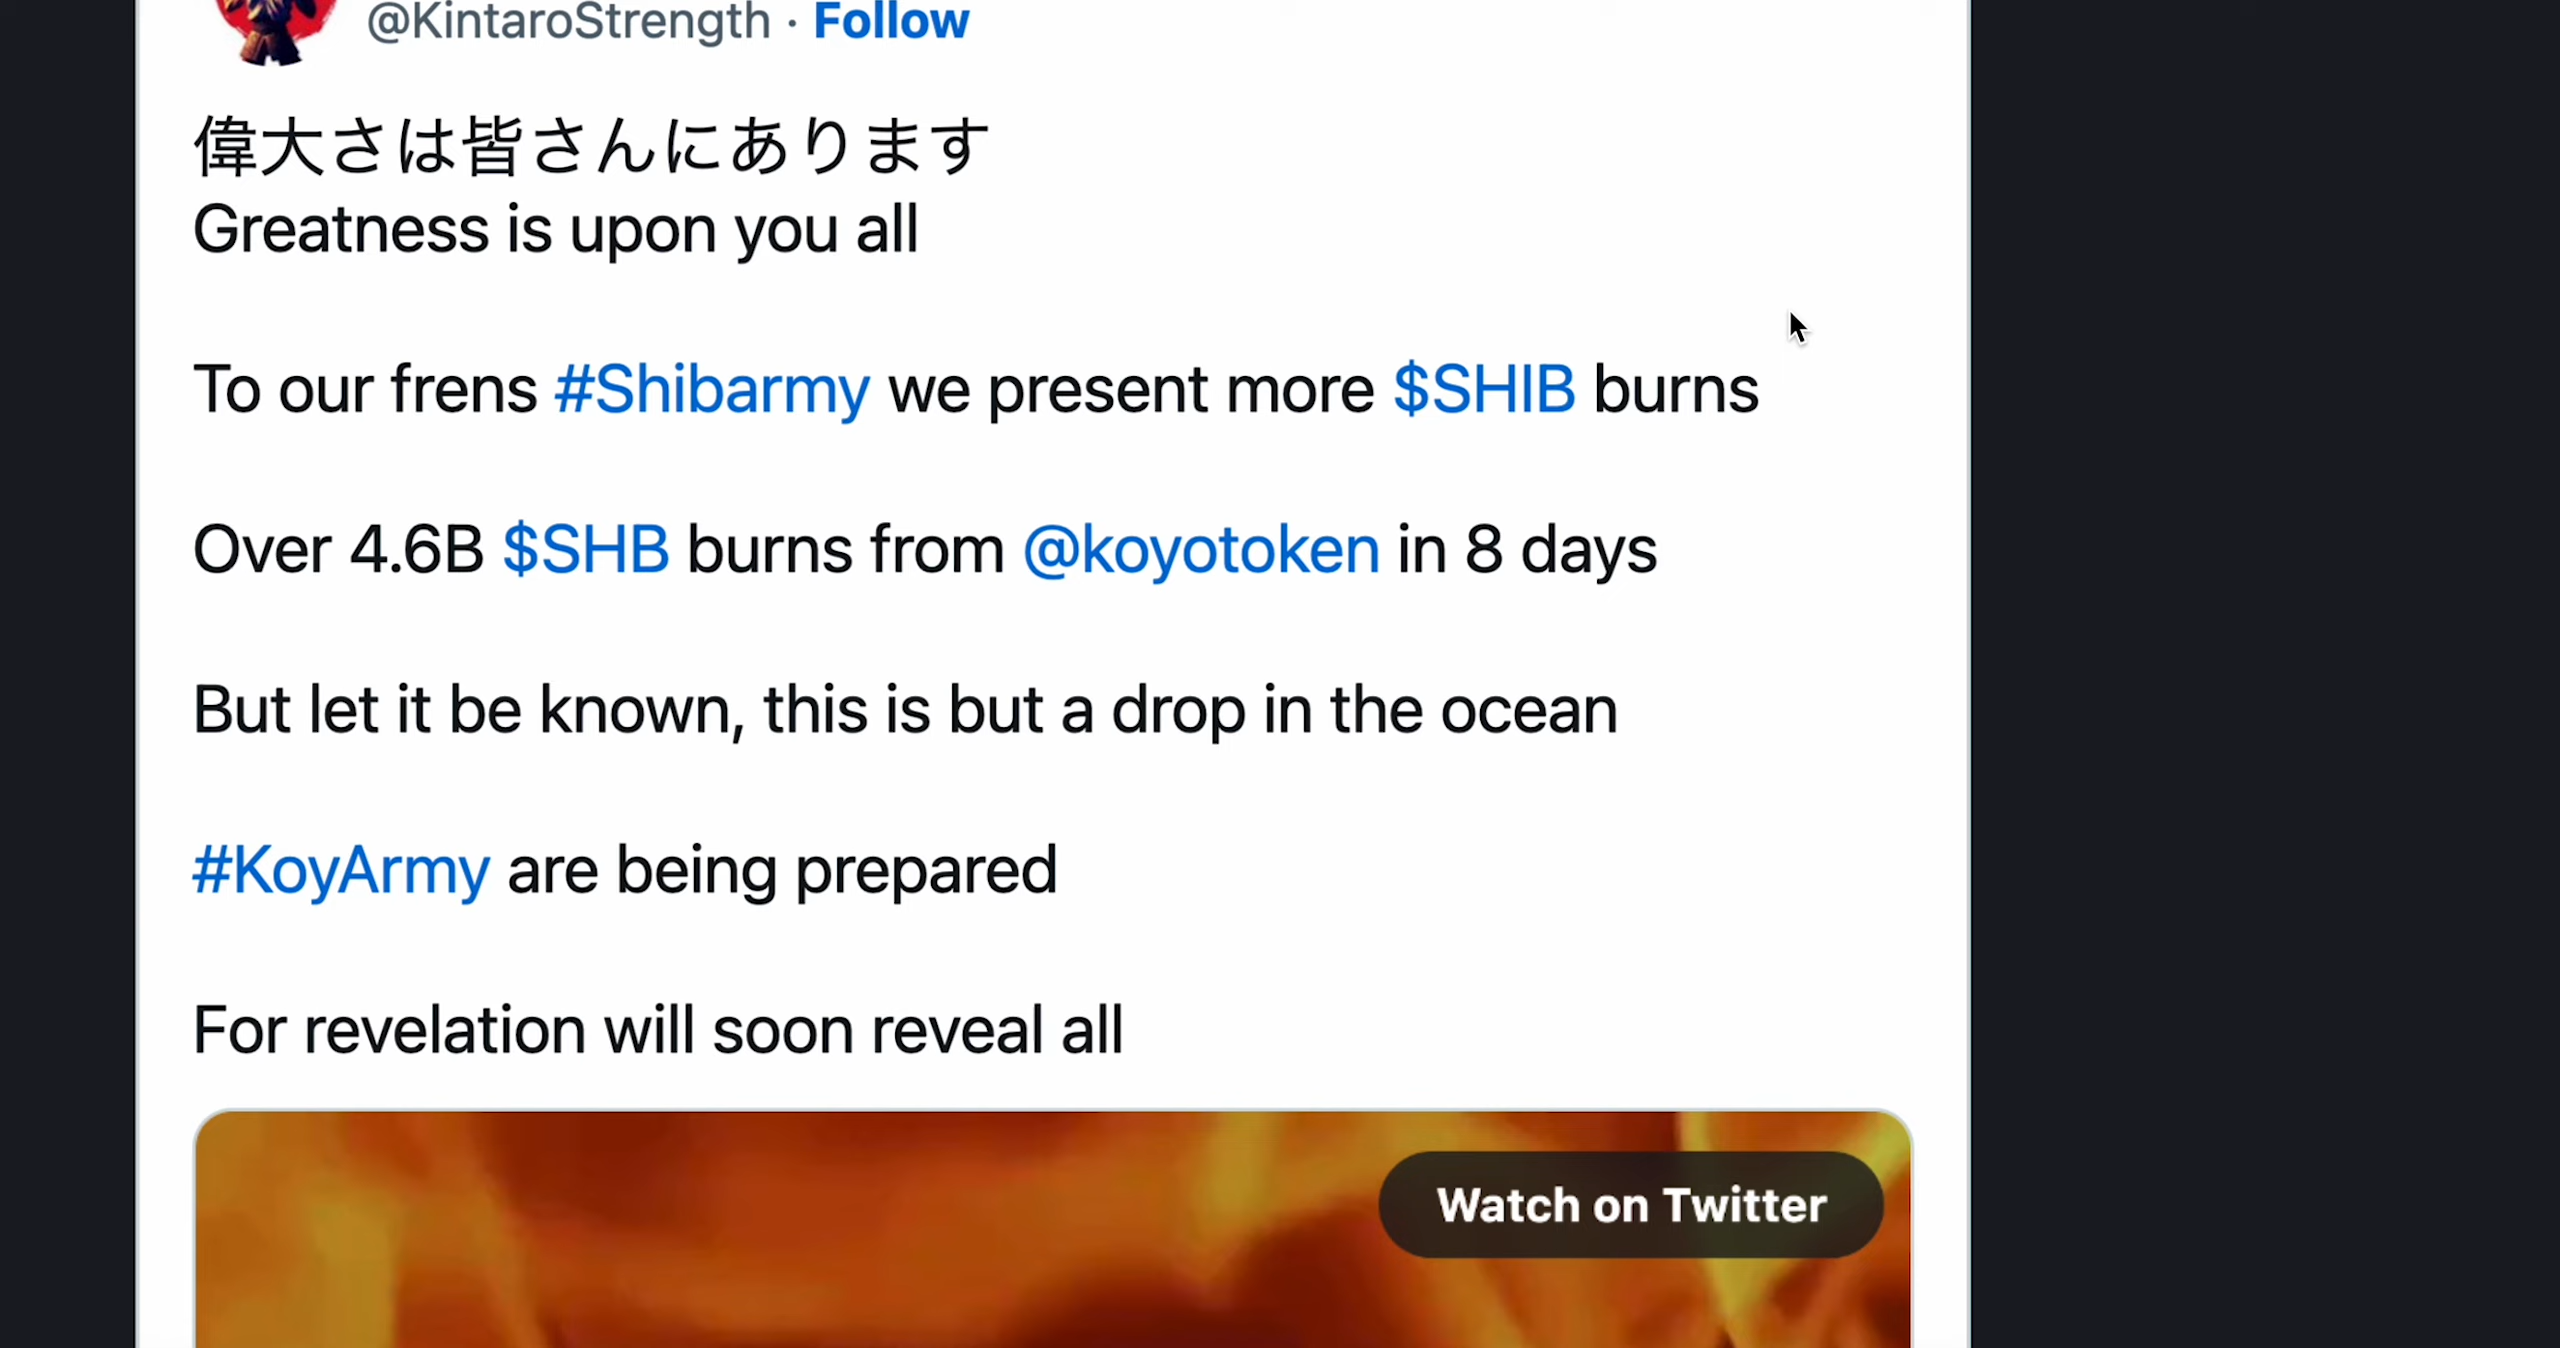 @KintaroStrength · Follow
偉大さは皆さんにあります
Greatness is upon you all
To our frens #Shibarmy we present more $SHIB burns
Over 4.6B $SHB burns from @koyotoken in 8 days
But let it be known, this is but a drop in the ocean
#KoyArmy are being prepared
For revelation will soon reveal all
Watch on Twitter